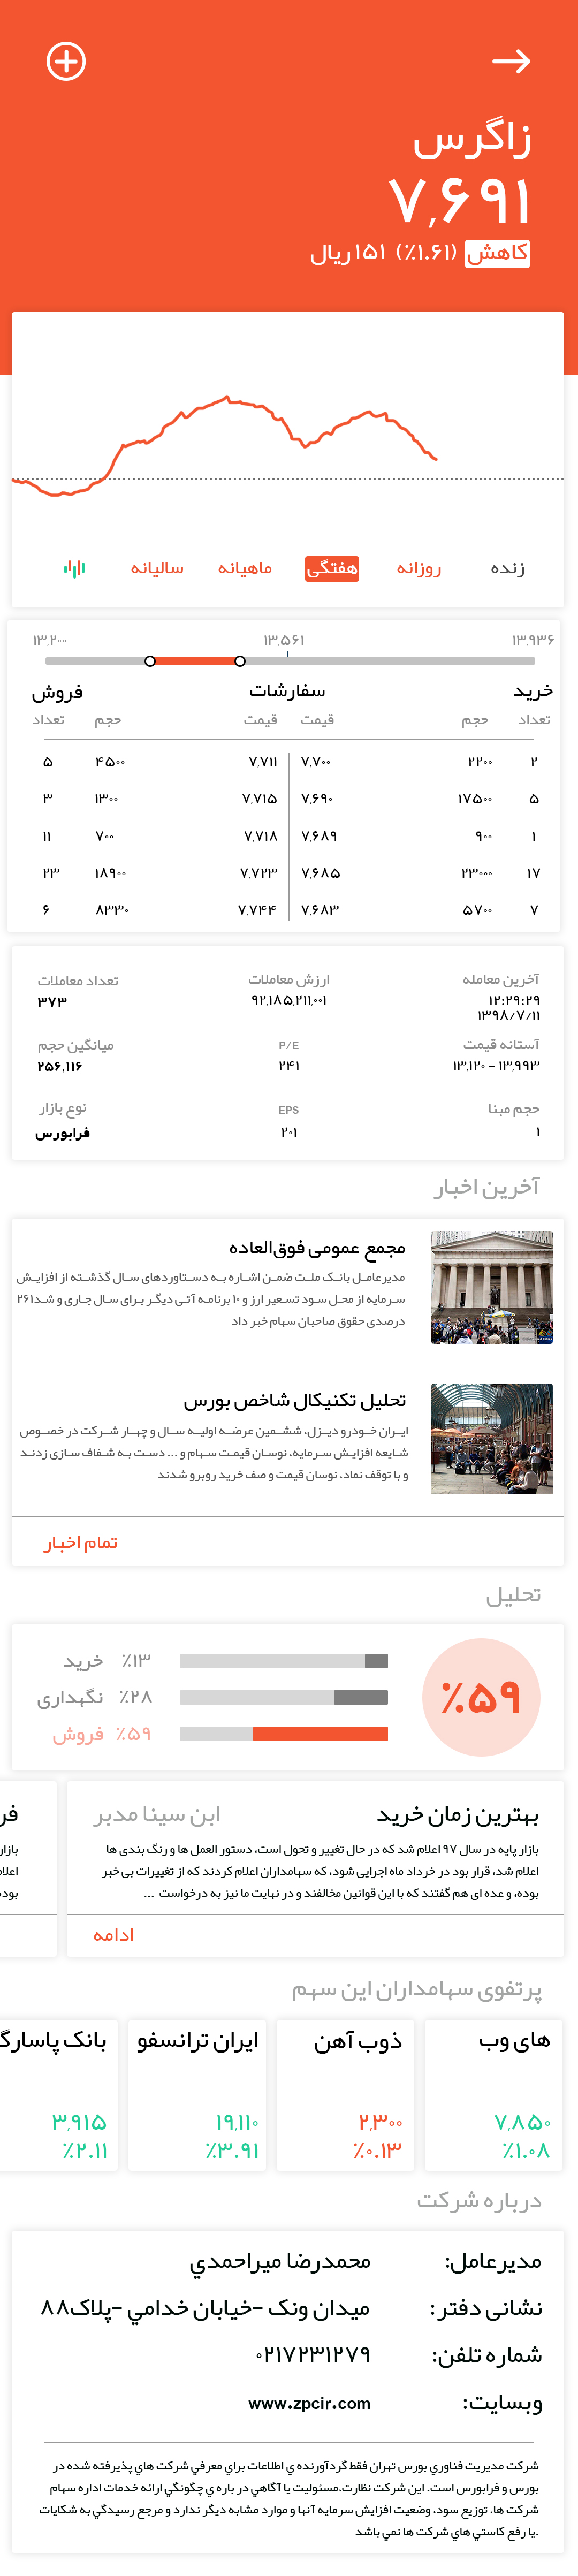 زاگرس
۷,۶۹۱
کاهش (٪۱.۶۱) ۱۵۱ ریال
زنده روزانه هفتگی ماهیانه سالیانه
۱۳,۲۰۰ ۱۳,۵۶۱ ۱۳,۹۳۶
خرید سفارشات فروش
تعداد حجم قیمت قیمت حجم تعداد
۲ ۲۲۰۰ ۷,۷۰۰ ۷,۷۱۱ ۴۵۰۰ ۵
۵ ۱۷۵۰۰ ۷,۶۹۰ ۷,۷۱۵ ۱۳۰۰ ۳
۱ ۹۰۰ ۷,۶۸۹ ۷,۷۱۸ ۷۰۰ ۱۱
۱۷ ۲۳۰۰۰ ۷,۶۸۵ ۷,۷۲۳ ۱۸۹۰۰ ۲۳
۷ ۵۷۰۰ ۷,۶۸۳ ۷,۷۴۴ ۸۳۳۰ ۶
آخرین معامله ارزش معاملات تعداد معاملات
۱۲:۲۹:۲۹ ۹۲,۱۸۵,۲۱۱,۰۰۱ ۳۷۳
۱۳۹۸/۷/۱۱
آستانه قیمت P/E میانگین حجم
۱۳,۱۲۰ - ۱۳,۹۹۳ ۲۴۱ ۲۵۶,۱۱۶
حجم مبنا EPS نوع بازار
۱ ۲۰۱ فرابورس
آخرین اخبار
مجمع عمومی فوق‌العاده
مدیرعامل بانک ملت ضمن اشاره به دستاوردهای سال گذشته از افزایش
سرمایه از محل سود تسعیر ارز و ۱۰ برنامه آتی دیگر برای سال جاری و شد۲۶۱
درصدی حقوق صاحبان سهام خبر داد
تحلیل تکنیکال شاخص بورس
ایران خودرو دیزل، ششمین عرضه اولیه سال و چهار شرکت در خصوص
شایعه افزایش سرمایه، نوسان قیمت سهام و ... دست به شفاف سازی زدند
و با توقف نماد، نوسان قیمت و صف خرید روبرو شدند
تمام اخبار
تحلیل
٪۵۹
٪۱۳ خرید
٪۲۸ نگهداری
٪۵۹ فروش
بهترین زمان خرید ابن سینا مدبر
بازار پایه در سال ۹۷ اعلام شد که در حال تغییر و تحول است، دستور العمل ها و رنگ بندی ها
اعلام شد، قرار بود در خرداد ماه اجرایی شود، که سهامداران اعلام کردند که از تغییرات بی خبر
بوده، و عده ای هم گفتند که با این قوانین مخالفند و در نهایت ما نیز به درخواست ...
ادامه
فر
بازار
اعلا
بوده
پرتفوی سهامداران این سهم
های وب ذوب آهن ایران ترانسفو بانک پاسارگ
۷,۸۵۰ ۲,۳۰۰ ۱۹,۱۱۰ ۳,۹۱۵
٪۱.۰۸ ٪۰.۱۳ ٪۳.۹۱ ٪۲.۱۱
درباره شرکت
مدیرعامل: محمدرضا میراحمدي
نشانی دفتر: میدان ونک -خیابان خدامي -پلاک۸۸
شماره تلفن: ۰۲۱۷۲۳۱۲۷۹
وبسایت: www.zpcir.com
شرکت مدیریت فناوري بورس تهران فقط گردآورنده ي اطلاعات براي معرفي شرکت هاي پذیرفته شده در
بورس و فرابورس است. این شرکت نظارت،مسئولیت یا آگاهي در باره ي چگونگي ارائه خدمات اداره سهام
شرکت ها، توزیع سود، وضعیت افزایش سرمایه آنها و موارد مشابه دیگر ندارد و مرجع رسیدگي به شکایات
.یا رفع کاستي هاي شرکت ها نمي باشد